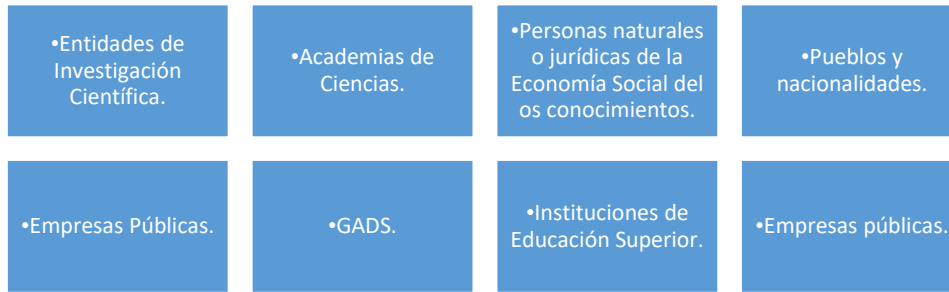 •Entidades de
Investigación
Científica.
•Academias de
Ciencias.
•Personas naturales
o jurídicas de la
Economía Social del
os conocimientos.
•Pueblos y
nacionalidades.
•Empresas Públicas.
•GADS.
•Instituciones de
Educación Superior.
•Empresas públicas.